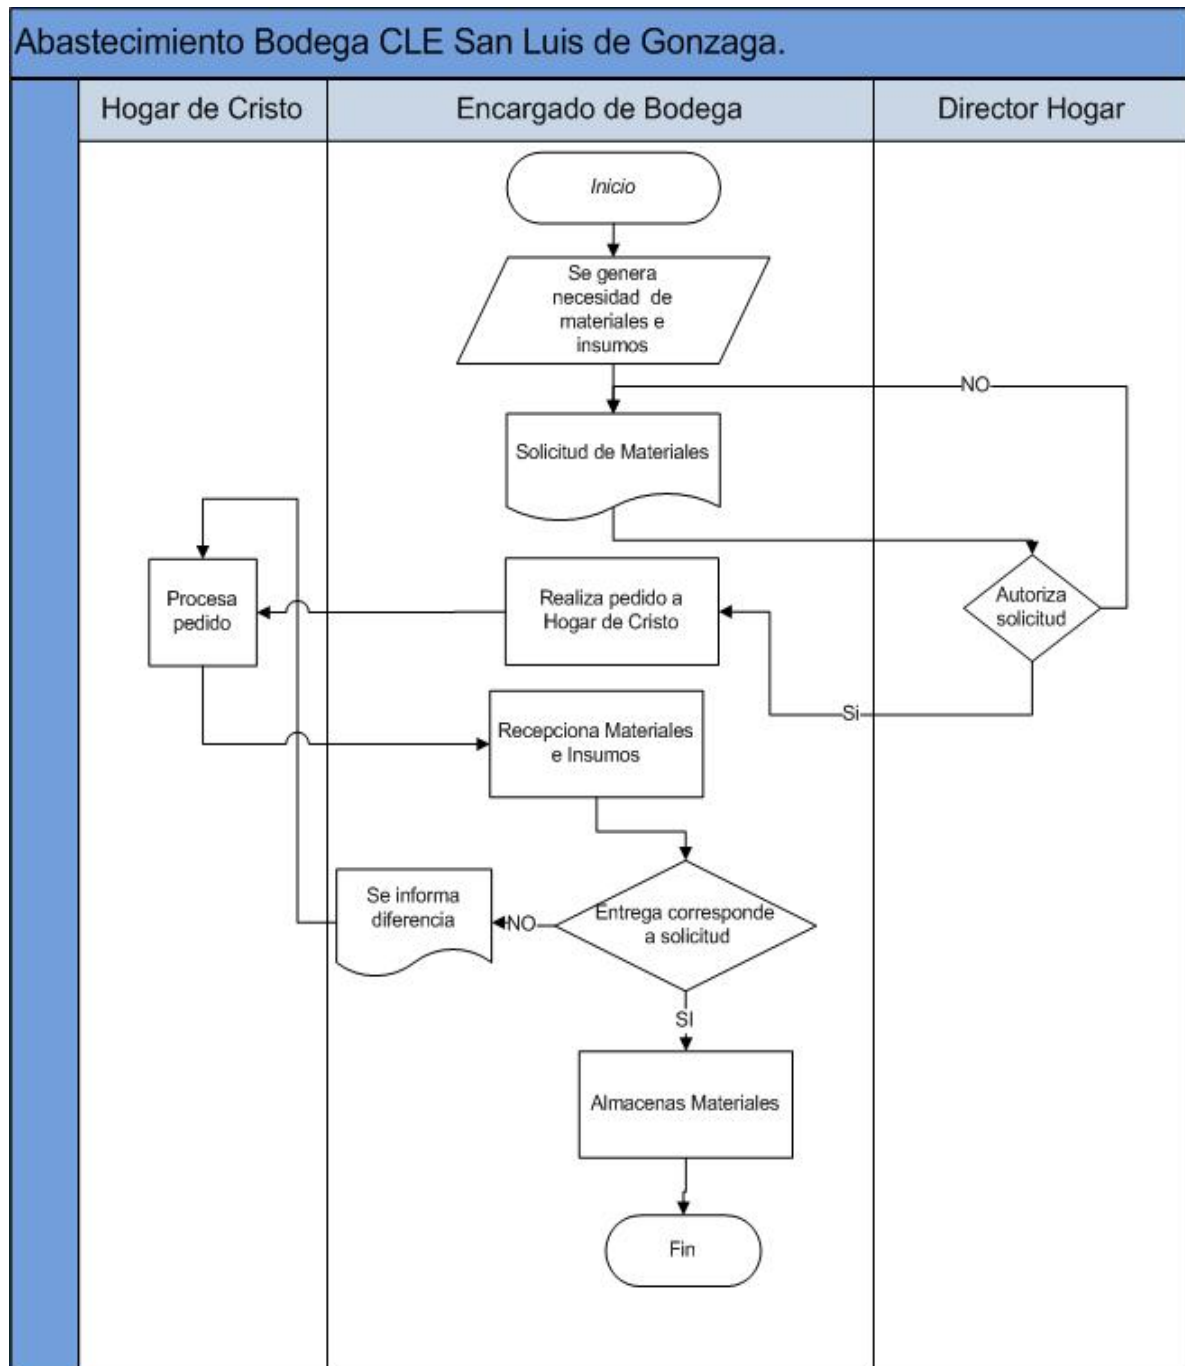 Abastecimiento Bodega CLE San Luis de Gonzaga.
Hogar de Cristo
Encargado de Bodega
Director Hogar
Inicio
Se genera
necesidad de
materiales e
insumos
NO
Solicitud de Materiales
Procesa
pedido
Realiza pedido a
Hogar de Cristo
Autoriza
solicitud
Si
Recepciona Materiales
e Insumos
Se informa
diferencia
NO
Entrega corresponde
a solicitud
SI
Almacenas Materiales
Fin